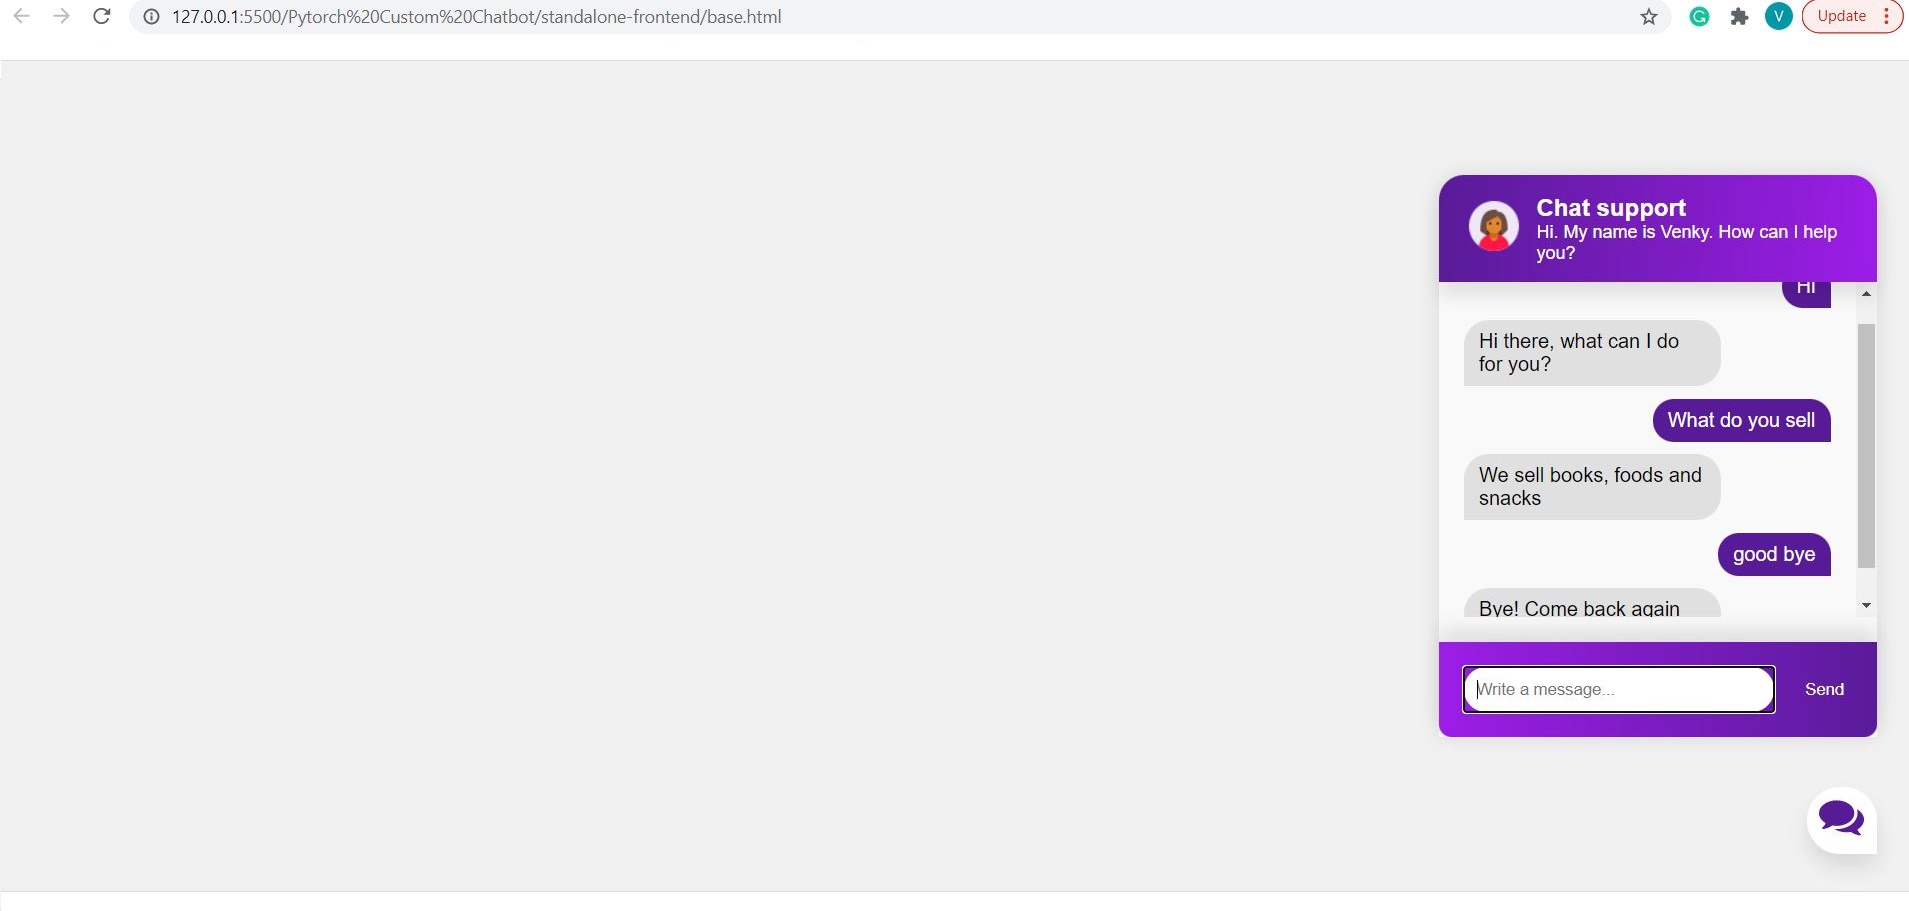 127.0.0.1:5500/Pytorch%20Custom%20Chatbot/standalone-frontend/base.html
V
Update
Chat support
Hi. My name is Venky. How can I help
you?
Hi
Hi there, what can I do
for you?
What do you sell
We sell books, foods and
snacks
good bye
Bye! Come back again
Write a message...
Send